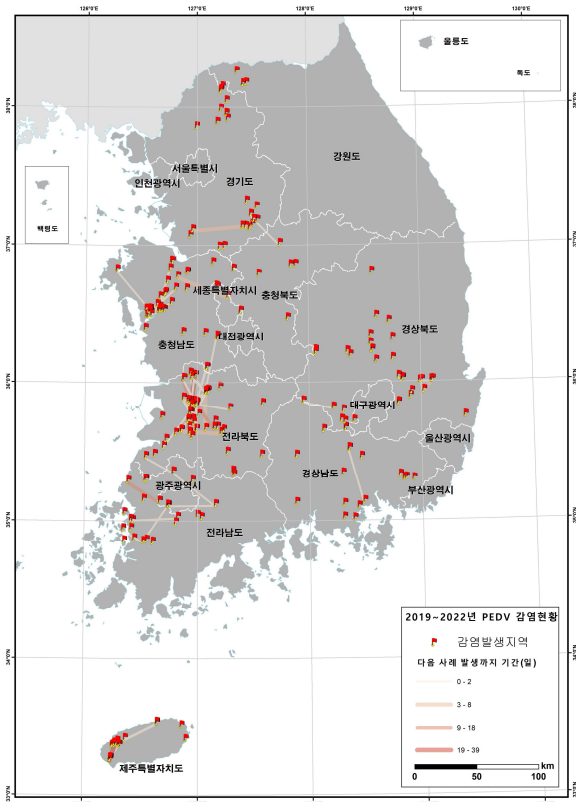 126°0'E 127°0'E 128°0'E 129°0'E 130°0'E
울릉도
독도
38°0'N
강원도
서울특별시
인천광역시 경기도
백령도
37°0'N
세종특별자치시
충청북도
경상북도
대전광역시
충청남도
36°0'N
대구광역시
전라북도
울산광역시
경상남도
광주광역시
부산광역시
35°0'N
전라남도
2019~2022년 PEDV 감염현황
감염발생지역
다음 사례 발생까지 기간(일)
34°0'N
0 - 2
3 - 8
9 - 18
19 - 39
제주특별자치도
km
0 50 100
33°0'N